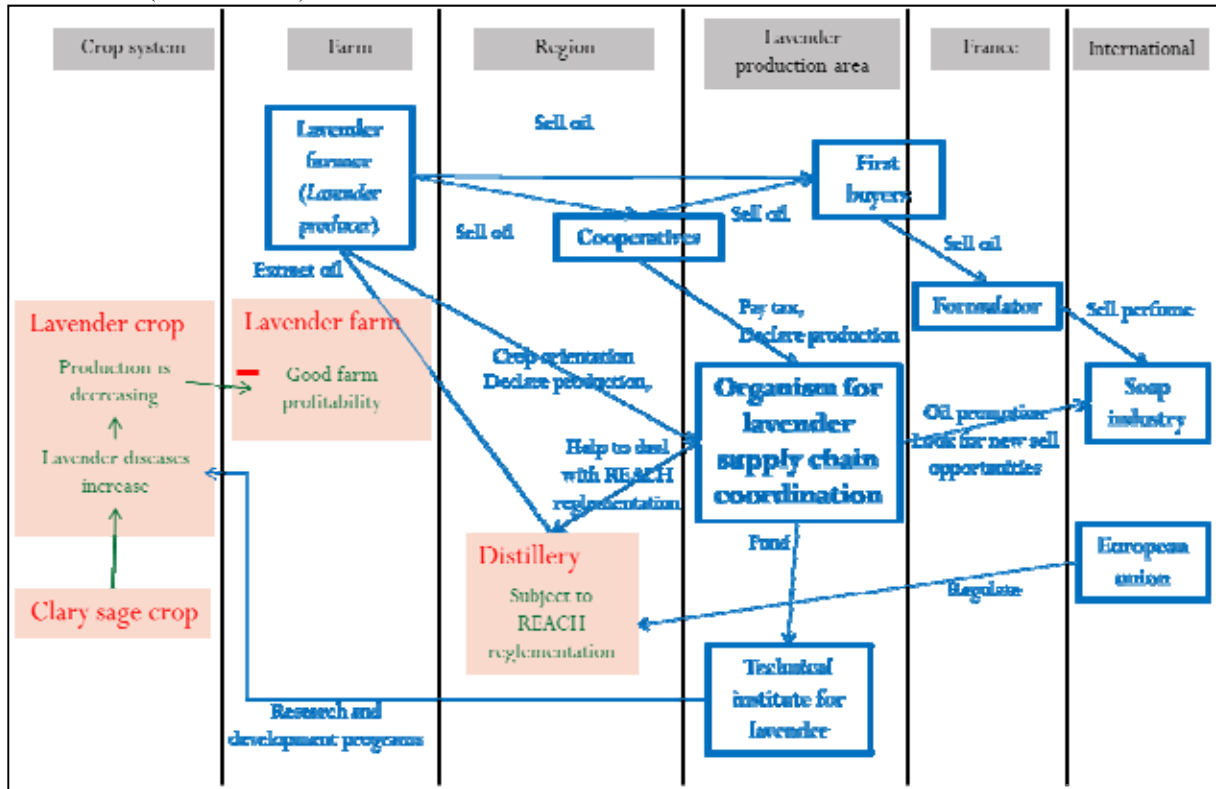 Crop system
Farm
Region
Lavender
production area
France
International
Lavender
farmer
(Lavender
producer)
Sell oil
First
buyers
Sell oil
Cooperatives
Sell oil
Sell oil
Extract oil
Formulator
Sell perfume
Lavender crop
Production is
decreasing
Lavender diseases
increase
Lavender farm
Good farm
profitability
Pay tax,
Declare production
Crop orientation
Declare production,
Organism for
lavender
supply chain
coordination
Soap
industry
Oil promotion
Look for new sell
opportunities
Help to deal
with REACH
reglementation
Fund
Distillery
Subject to
REACH
reglementation
European
union
Regulate
Clary sage crop
Technical
institute for
lavender
Research and
development programs